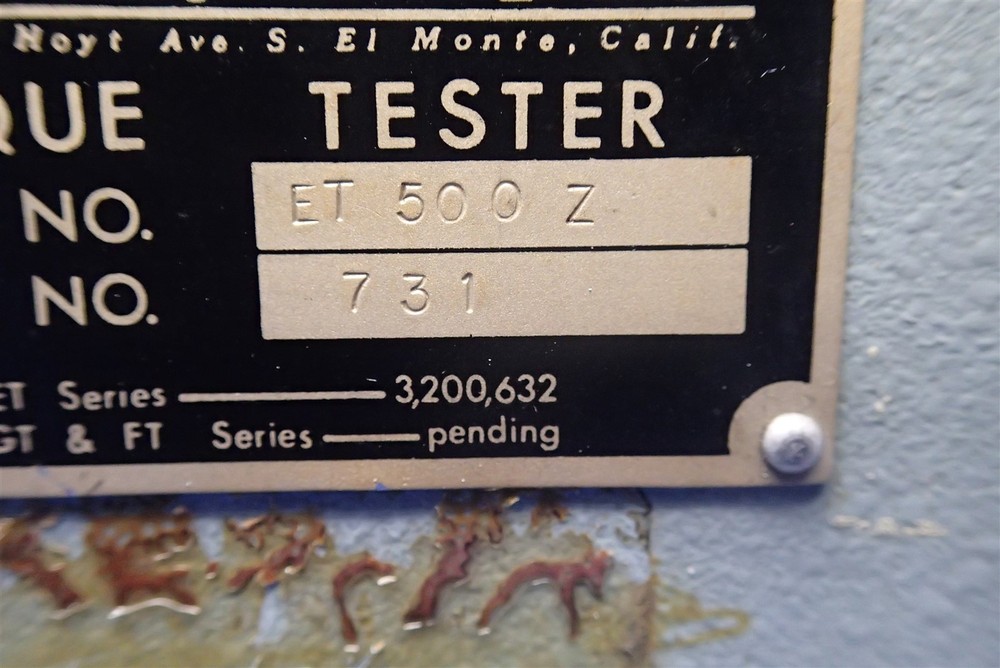 Hoyt Ave. S. El Monte, Calif.
QUE TESTER
NO. ET 500 Z
NO. 731
ET Series 3,200,632
GT & FT Series pending